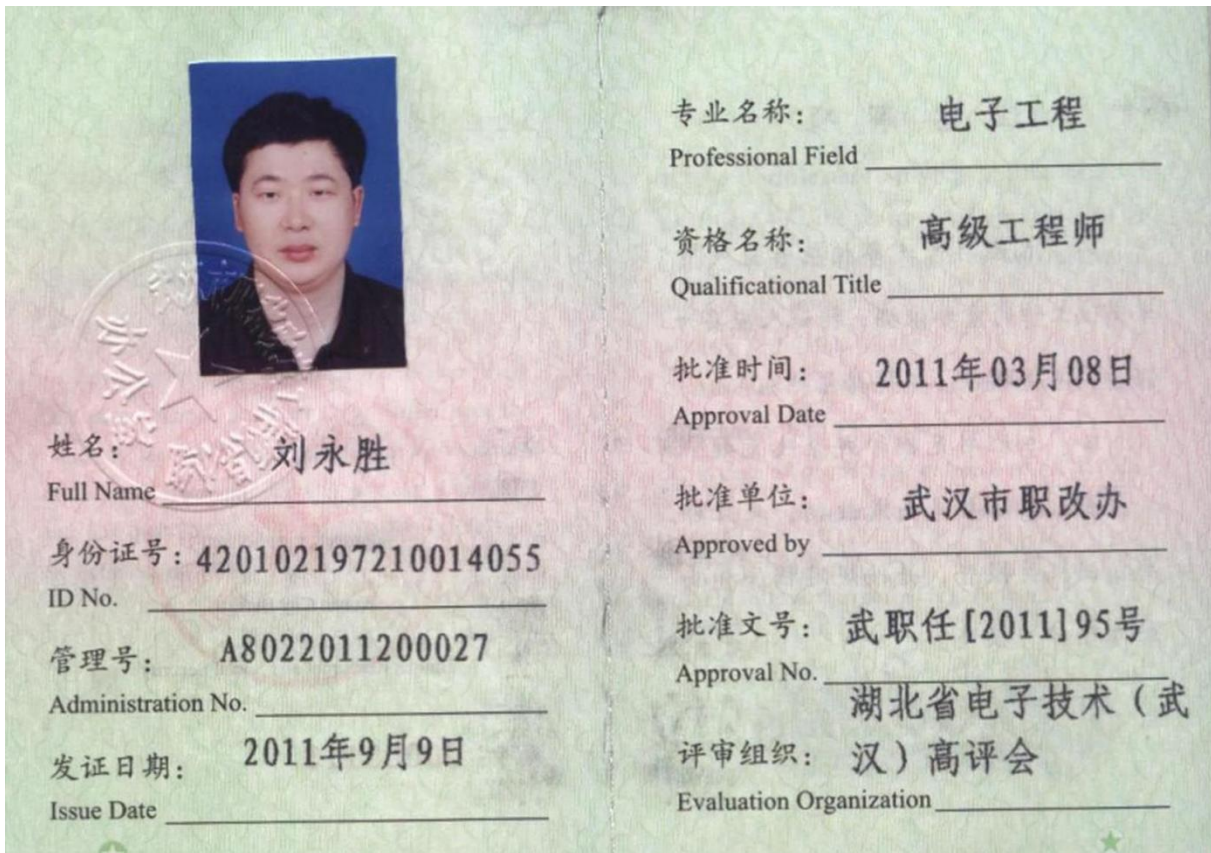 姓名: 刘永胜
Full Name
身份证号: 420102197210014055
ID No.
管理号: A8022011200027
Administration No.
发证日期: 2011年9月9日
Issue Date
专业名称: 电子工程
Professional Field
资格名称: 高级工程师
Qualificational Title
批准时间: 2011年03月08日
Approval Date
批准单位: 武汉市职改办
Approved by
批准文号: 武职任[2011]95号
Approval No.
湖北省电子技术（武
评审组织: 汉）高评会
Evaluation Organization